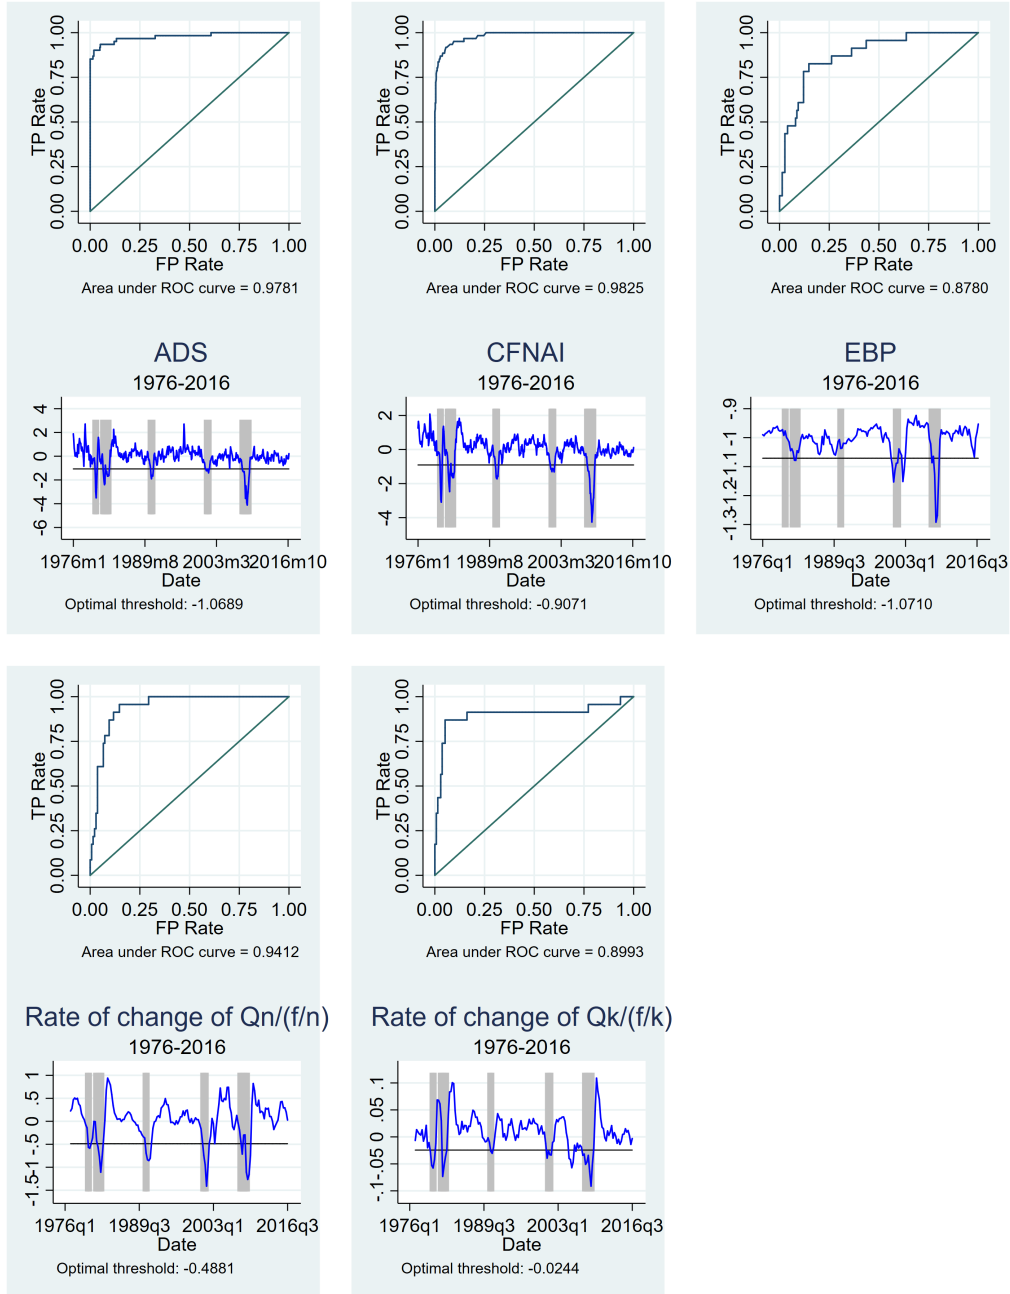 TP Rate
1.00
0.75
0.50
0.25
0.00
0.00 0.25 0.50 0.75 1.00
FP Rate
Area under ROC curve = 0.9781
TP Rate
1.00
0.75
0.50
0.25
0.00
0.00 0.25 0.50 0.75 1.00
FP Rate
Area under ROC curve = 0.9825
TP Rate
1.00
0.75
0.50
0.25
0.00
0.00 0.25 0.50 0.75 1.00
FP Rate
Area under ROC curve = 0.8780
ADS
1976-2016
4
2
0
-2
-4
-6
1976m1 1989m8 2003m3 2016m10
Date
Optimal threshold: -1.0689
CFNAI
1976-2016
2
0
-2
-4
1976m1 1989m8 2003m3 2016m10
Date
Optimal threshold: -0.9071
EBP
1976-2016
-.9
-1
-1.1
-1.2
-1.3
1976q1 1989q3 2003q1 2016q3
Date
Optimal threshold: -1.0710
TP Rate
1.00
0.75
0.50
0.25
0.00
0.00 0.25 0.50 0.75 1.00
FP Rate
Area under ROC curve = 0.9412
TP Rate
1.00
0.75
0.50
0.25
0.00
0.00 0.25 0.50 0.75 1.00
FP Rate
Area under ROC curve = 0.8993
Rate of change of Qn/(f/n)
1976-2016
1
.5
0
-.5
-1
-1.5
1976q1 1989q3 2003q1 2016q3
Date
Optimal threshold: -0.4881
Rate of change of Qk/(f/k)
1976-2016
.1
.05
0
-.05
-.1
1976q1 1989q3 2003q1 2016q3
Date
Optimal threshold: -0.0244